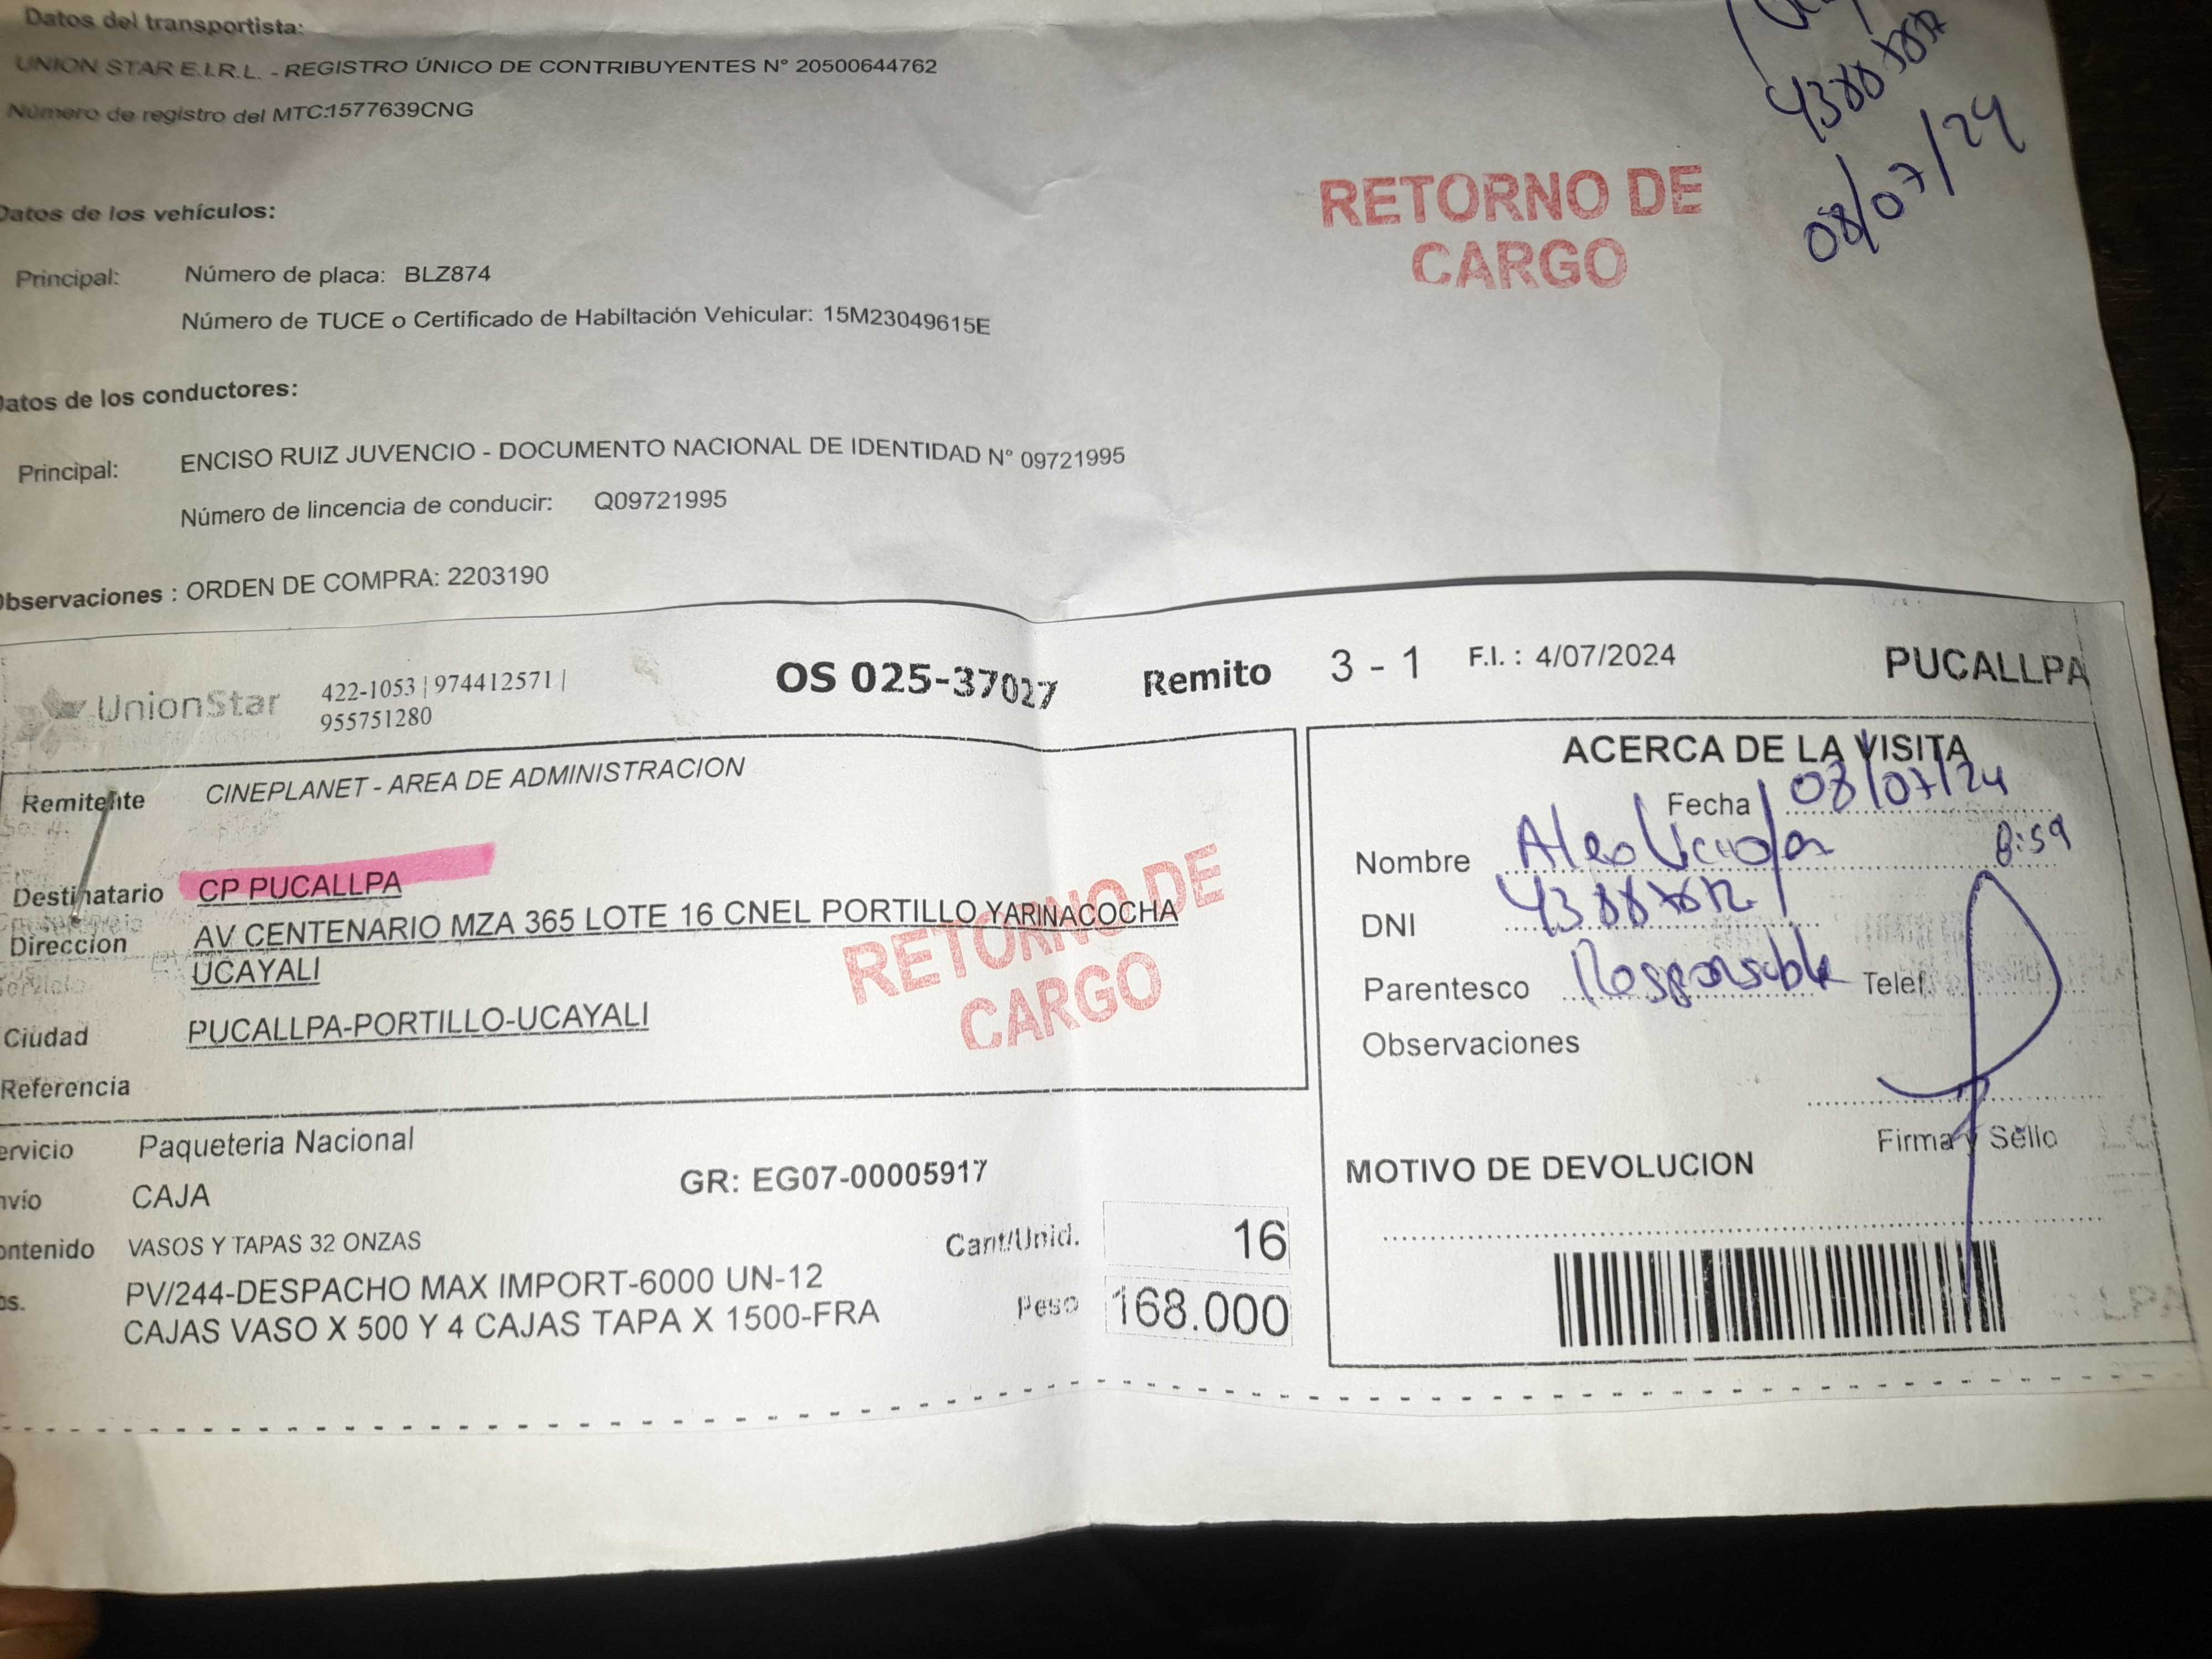 Datos del transportista:
UNION STAR E.I.R.L. - REGISTRO ÚNICO DE CONTRIBUYENTES N° 20500644762
Número de registro del MTC:1577639CNG
08/07/24
RETORNO DE
CARGO
Datos de los vehículos:
Principal: Número de placa: BLZ874
Número de TUCE o Certificado de Habiltación Vehicular: 15M23049615E
Datos de los conductores:
Principal: ENCISO RUIZ JUVENCIO - DOCUMENTO NACIONAL DE IDENTIDAD N° 09721995
Número de lincencia de conducir: Q09721995
Observaciones : ORDEN DE COMPRA: 2203190
UnionStar 422-1053 | 974412571 |
955751280
OS 025-37027 Remito 3 - 1 F.I. : 4/07/2024 PUCALLPA
Remitente CINEPLANET - AREA DE ADMINISTRACION
Destinatario CP PUCALLPA
Direccion AV CENTENARIO MZA 365 LOTE 16 CNEL PORTILLO YARINACOCHA
UCAYALI
Ciudad PUCALLPA-PORTILLO-UCAYALI
Referencia
RETORNO DE
CARGO
ervicio Paqueteria Nacional
GR: EG07-00005917
nvío CAJA
ontenido VASOS Y TAPAS 32 ONZAS
Cant/Unid. 16
os. PV/244-DESPACHO MAX IMPORT-6000 UN-12
CAJAS VASO X 500 Y 4 CAJAS TAPA X 1500-FRA
Peso 168.000
ACERCA DE LA VISITA
Fecha 08/07/24
Nombre 8:59
DNI
Parentesco Responsable Telef.
Observaciones
Firma y Sello
MOTIVO DE DEVOLUCION